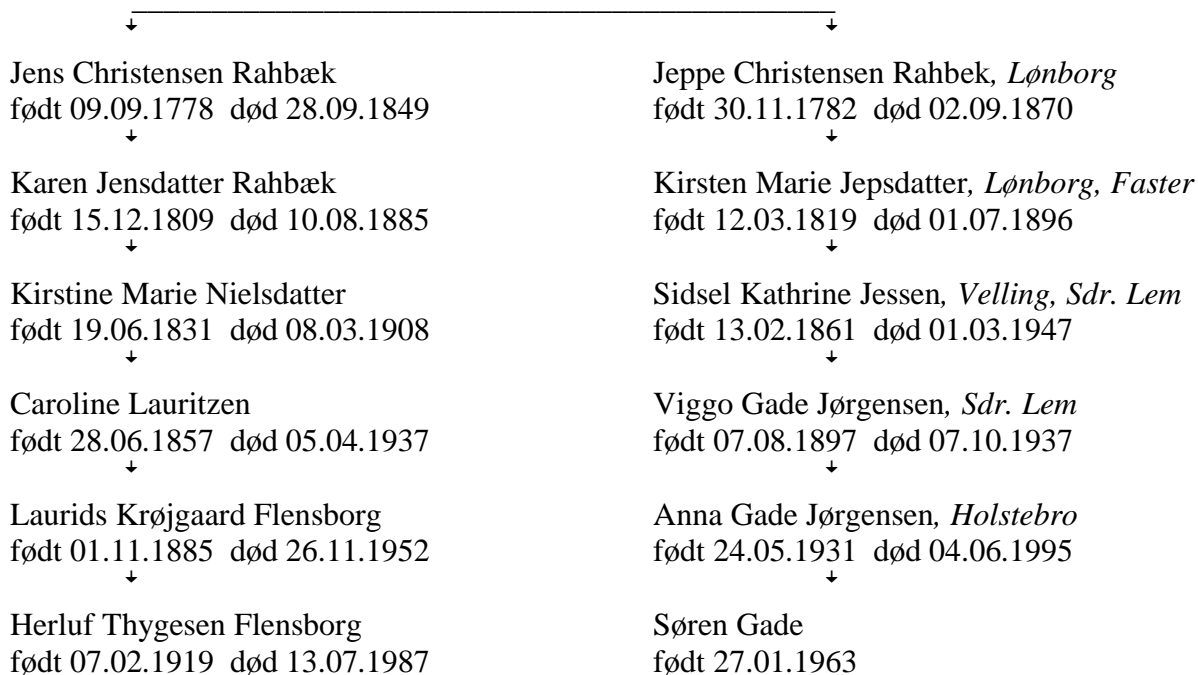 Jens Christensen Rahbæk
født 09.09.1778 død 28.09.1849
Karen Jensdatter Rahbæk
født 15.12.1809 død 10.08.1885
Kirstine Marie Nielsdatter
født 19.06.1831 død 08.03.1908
Caroline Lauritzen
født 28.06.1857 død 05.04.1937
Laurids Krøjgaard Flensborg
født 01.11.1885 død 26.11.1952
Herluf Thygesen Flensborg
født 07.02.1919 død 13.07.1987
Jeppe Christensen Rahbek, Lønborg
født 30.11.1782 død 02.09.1870
Kirsten Marie Jepsdatter, Lønborg, Faster
født 12.03.1819 død 01.07.1896
Sidsel Kathrine Jessen, Velling, Sdr. Lem
født 13.02.1861 død 01.03.1947
Viggo Gade Jørgensen, Sdr. Lem
født 07.08.1897 død 07.10.1937
Anna Gade Jørgensen, Holstebro
født 24.05.1931 død 04.06.1995
Søren Gade
født 27.01.1963